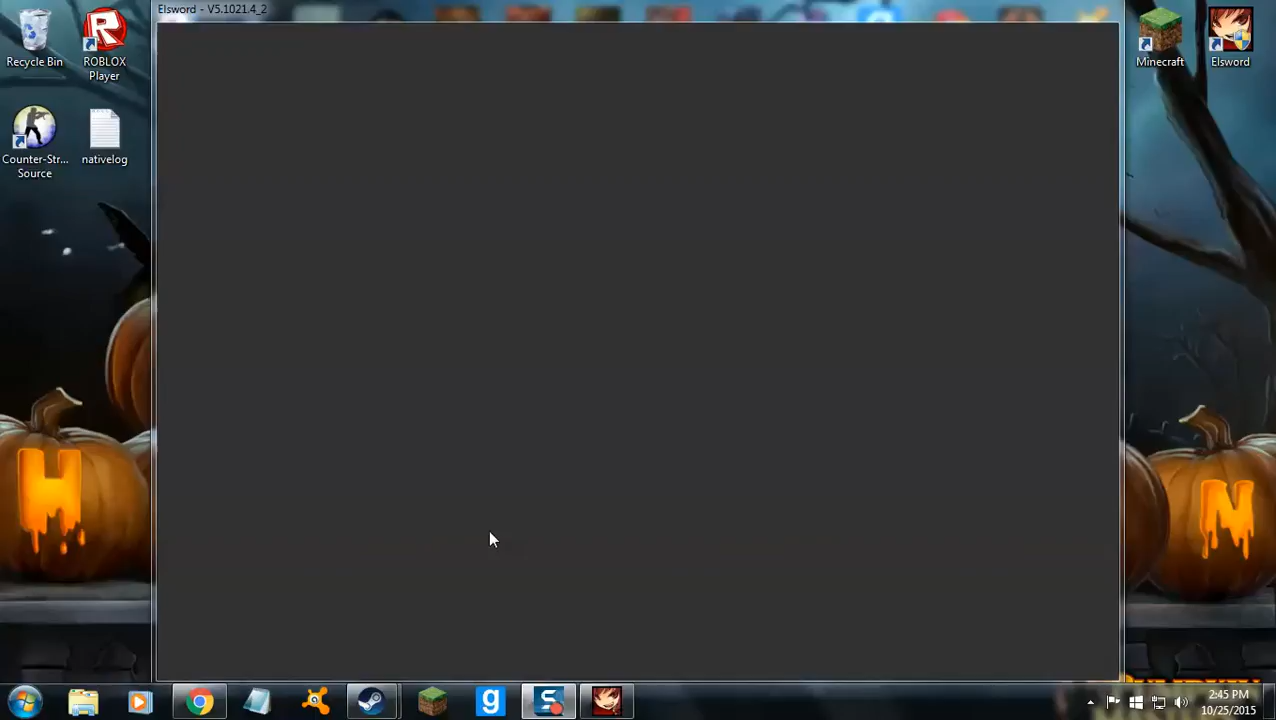 Elsword - V5.1021.4_2
Recycle Bin
ROBLOX Player
Counter-Str... Source
nativelog
Minecraft
Elsword
H
N
2:45 PM
10/25/2015